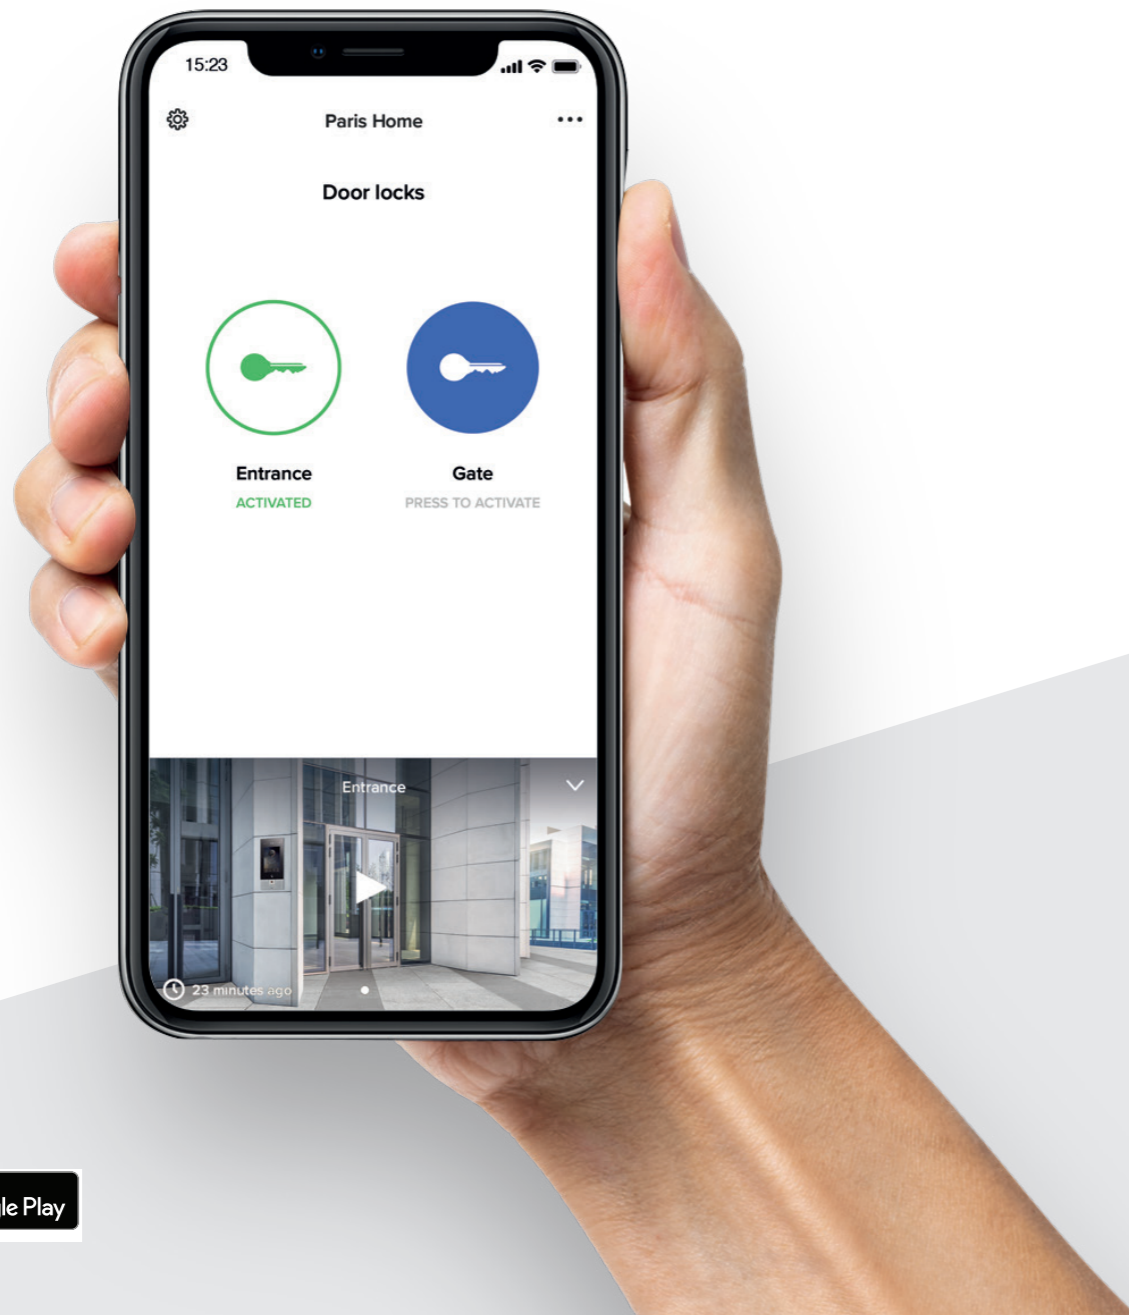 15:23
Paris Home
Door locks
Entrance
ACTIVATED
Gate
PRESS TO ACTIVATE
Entrance
23 minutes ago
le Play